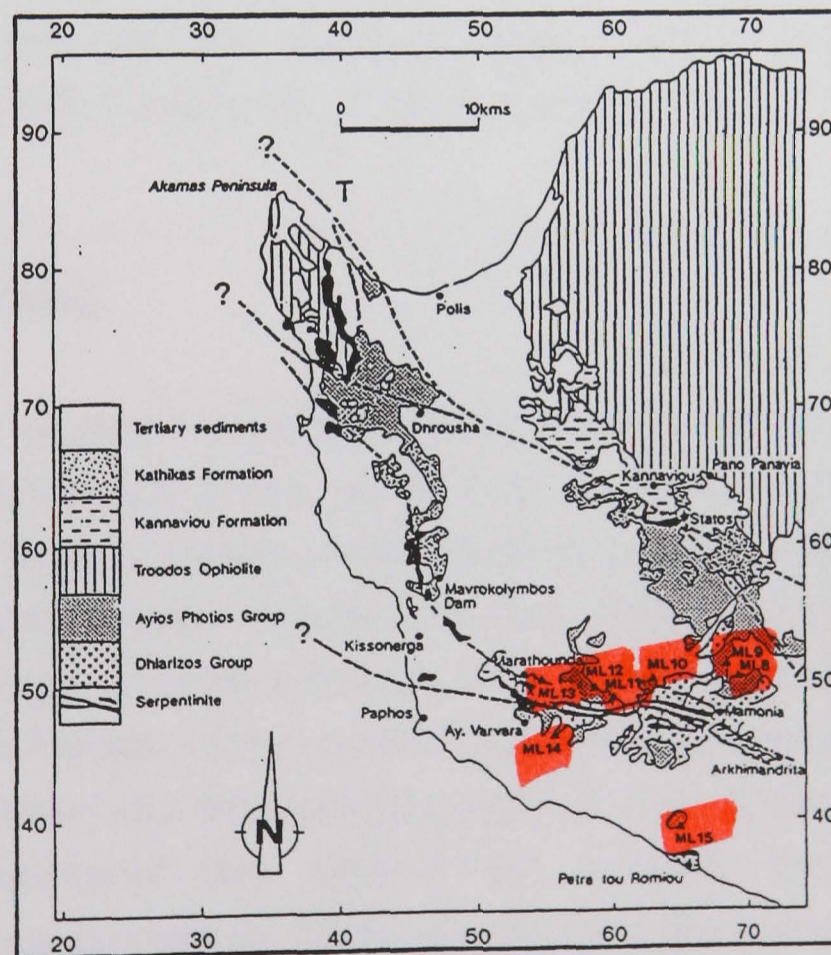 20 30 40 50 60 70
0 10kms
90 90
?
Akamas Peninsula T
80 80
?
Polis
70 70
Dhrousha
Tertiary sediments
Kathikas Formation
Kannaviou Formation
Troodos Ophiolite
Ayios Photios Group
Dhiarizos Group
Serpentinite
Pano Panayia
Kannaviou
Statos
60 60
Mavrokolymbos
Dam
?
Kissonerga
Marathounda
ML12 ML10 ML9
ML8
ML11
ML13
50 50
Paphos
Mamonia
Ay. Varvara
ML14
Arkhimandrita
40 40
ML15
N
Petra tou Romiou
20 30 40 50 60 70